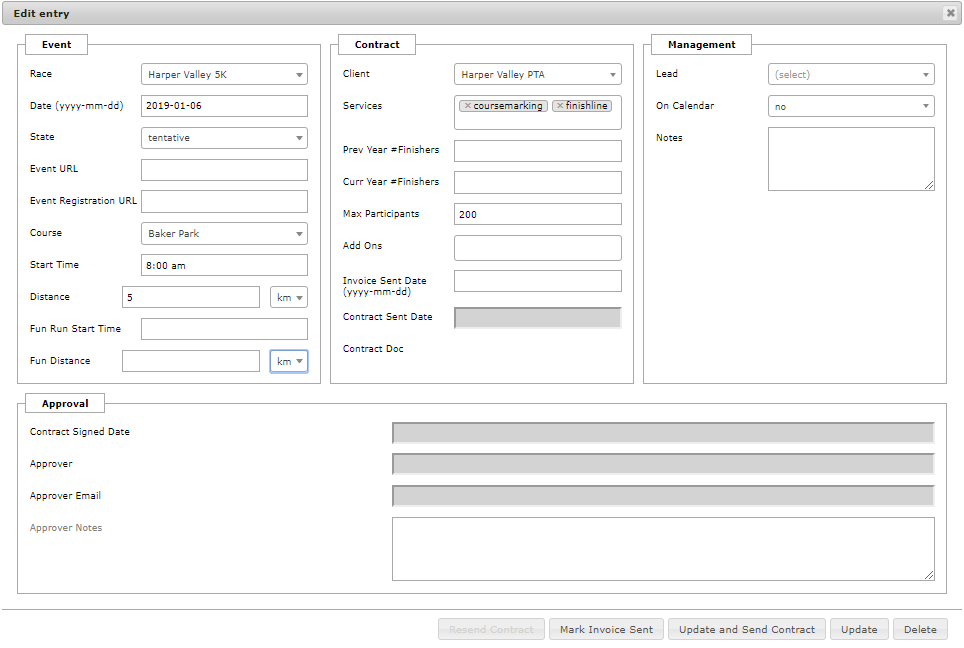 Edit entry
Event
Race
Harper Valley 5K
Date (yyyy-mm-dd)
2019-01-06
State
tentative
Event URL
Event Registration URL
Course
Baker Park
Start Time
8:00 am
Distance
5
km
Fun Run Start Time
Fun Distance
km
Contract
Client
Harper Valley PTA
Services
× coursemarking × finishline
Prev Year #Finishers
Curr Year #Finishers
Max Participants
200
Add Ons
Invoice Sent Date
(yyyy-mm-dd)
Contract Sent Date
Contract Doc
Management
Lead
(select)
On Calendar
no
Notes
Approval
Contract Signed Date
Approver
Approver Email
Approver Notes
Resend Contract
Mark Invoice Sent
Update and Send Contract
Update
Delete